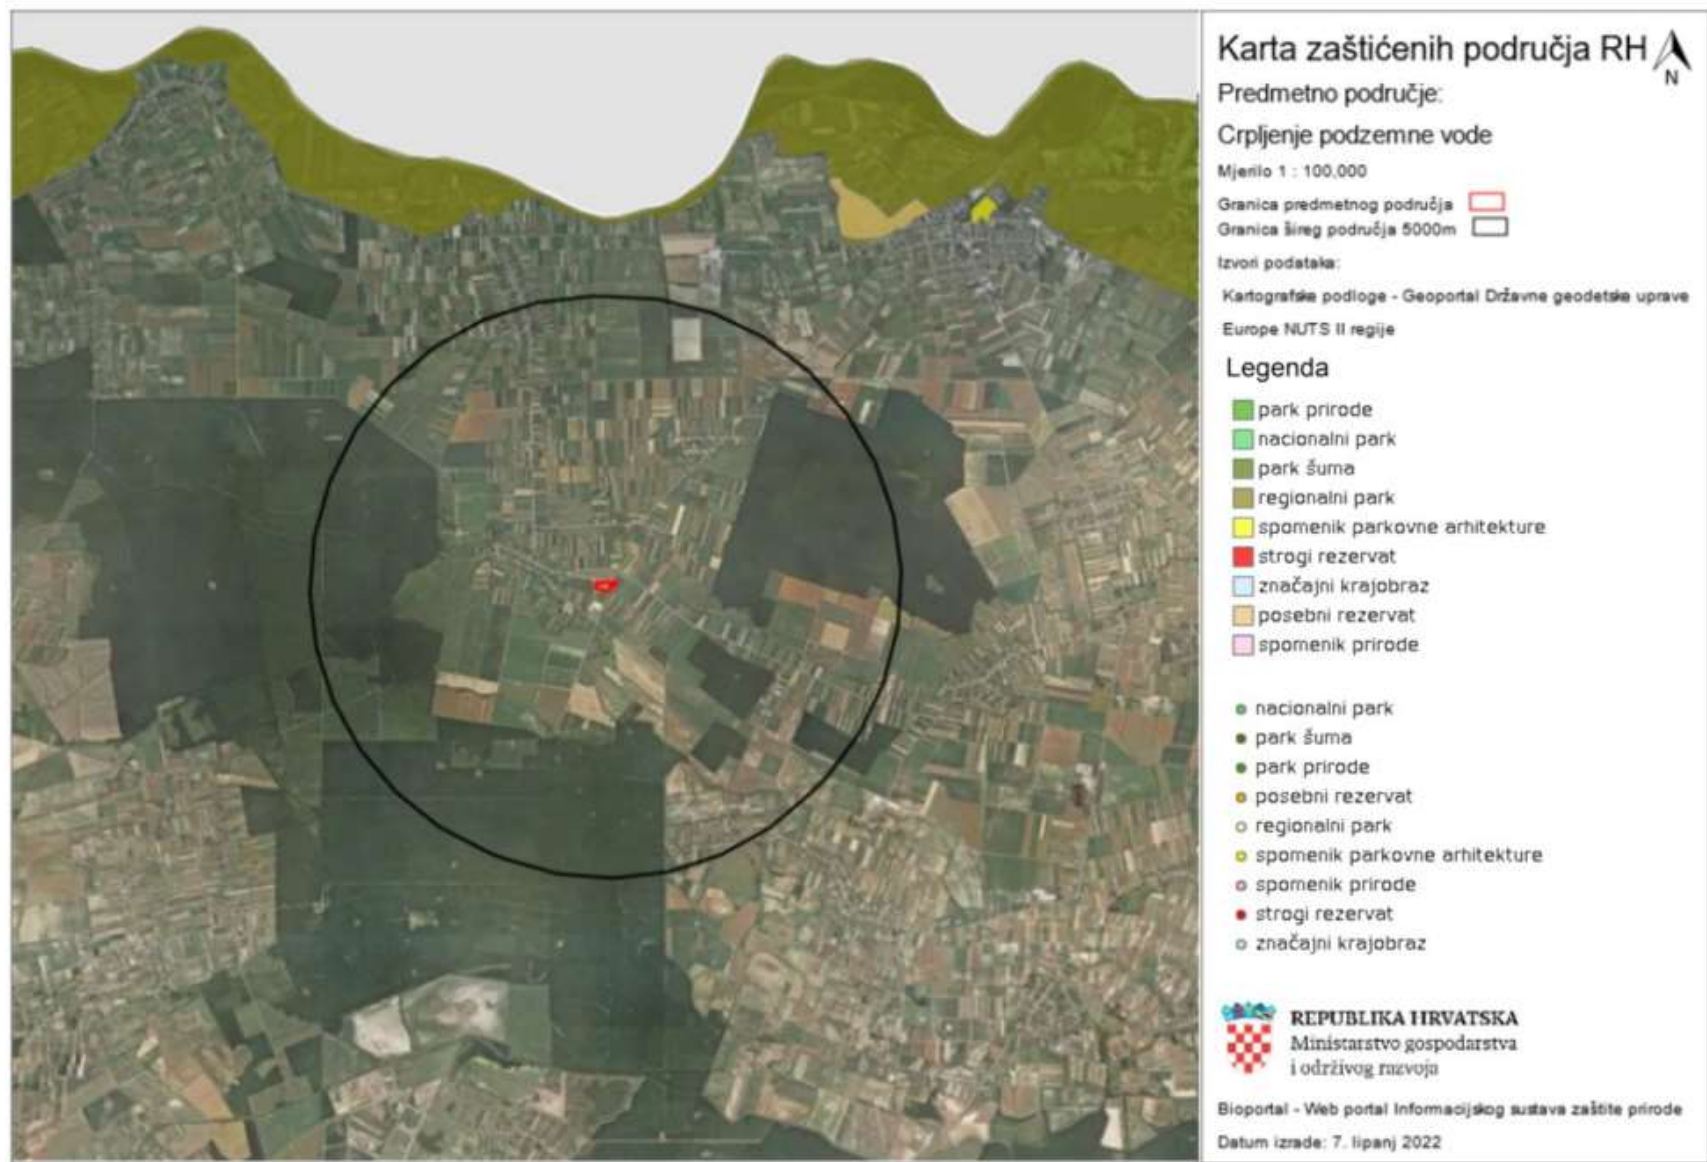 Karta zaštićenih područja RH
N
Predmetno područje:
Crpljenje podzemne vode
Mjerilo 1 : 100,000
Granica predmetnog područja
Granica šireg područja 5000m
Izvori podataka:
Kartografske podloge - Geoportal Državne geodetske uprave
Europe NUTS II regije
Legenda
park prirode
nacionalni park
park šuma
regionalni park
spomenik parkovne arhitekture
strogi rezervat
značajni krajobraz
posebni rezervat
spomenik prirode
nacionalni park
park šuma
park prirode
posebni rezervat
regionalni park
spomenik parkovne arhitekture
spomenik prirode
strogi rezervat
značajni krajobraz
REPUBLIKA HRVATSKA
Ministarstvo gospodarstva
i održivog razvoja
Bioportal - Web portal Informacijskog sustava zaštite prirode
Datum izrade: 7. lipanj 2022